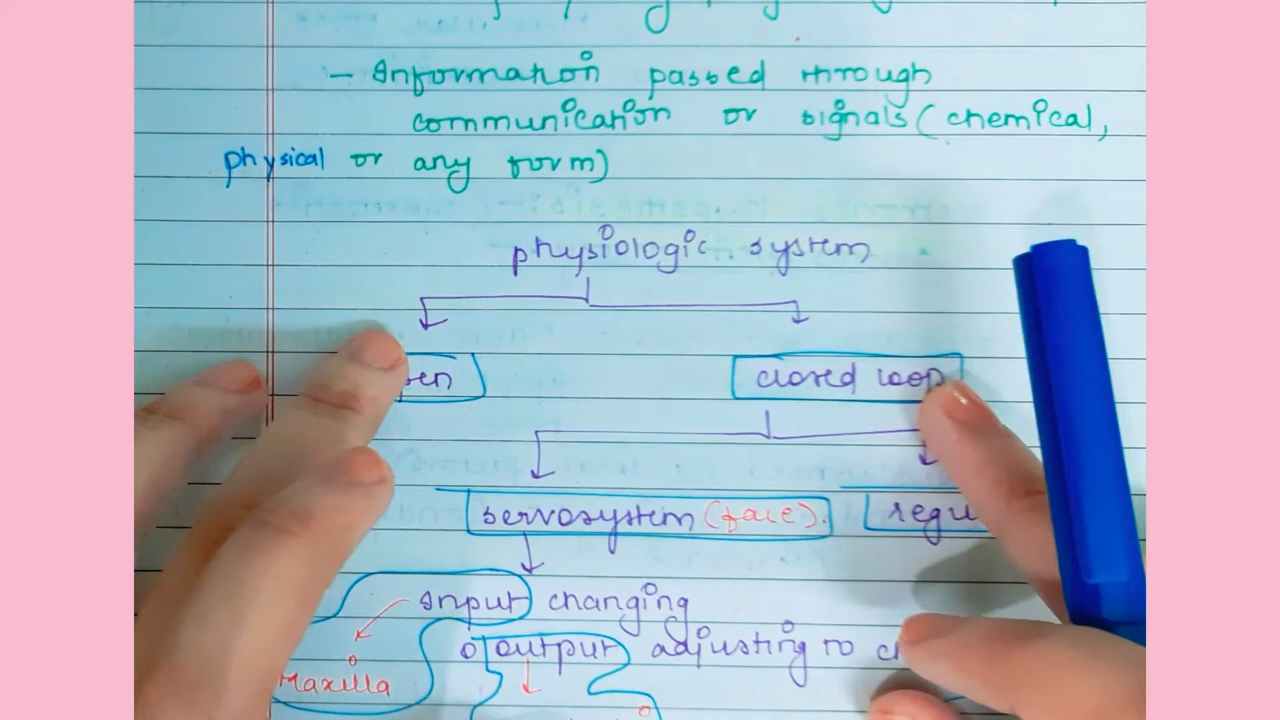 - Information passed through
communication or signals (chemical,
physical or any form)
physiologic system
closed loop
servosystem (face).
Input changing
output adjusting to
Maxilla